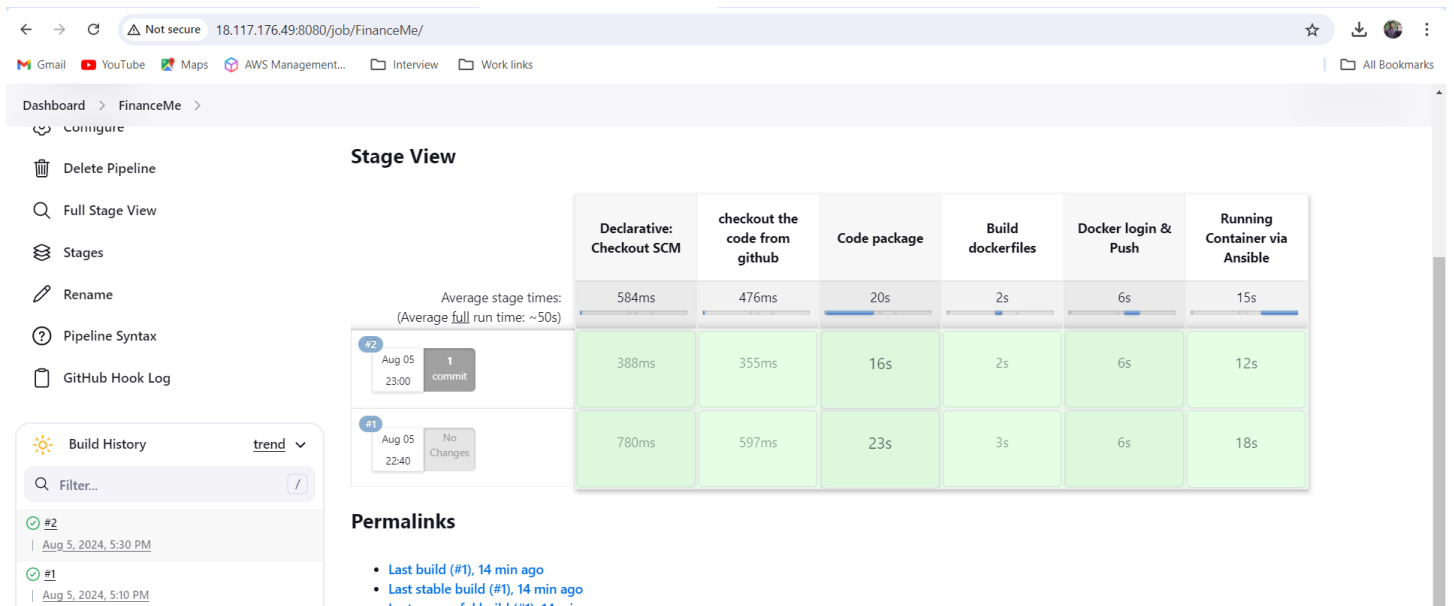 Not secure 18.117.176.49:8080/job/FinanceMe/
Gmail YouTube Maps AWS Management... Interview Work links All Bookmarks
Dashboard > FinanceMe >
Configure
Delete Pipeline
Full Stage View
Stages
Rename
Pipeline Syntax
GitHub Hook Log
Build History trend
Filter... /
#2
Aug 5, 2024, 5:30 PM
#1
Aug 5, 2024, 5:10 PM
Stage View
Declarative:
Checkout SCM
checkout the
code from
github
Code package
Build
dockerfiles
Docker login &
Push
Running
Container via
Ansible
Average stage times:
(Average full run time: ~50s)
584ms 476ms 20s 2s 6s 15s
#2
Aug 05
23:00
1
commit
388ms 355ms 16s 2s 6s 12s
#1
Aug 05
22:40
No
Changes
780ms 597ms 23s 3s 6s 18s
Permalinks
Last build (#1), 14 min ago
Last stable build (#1), 14 min ago